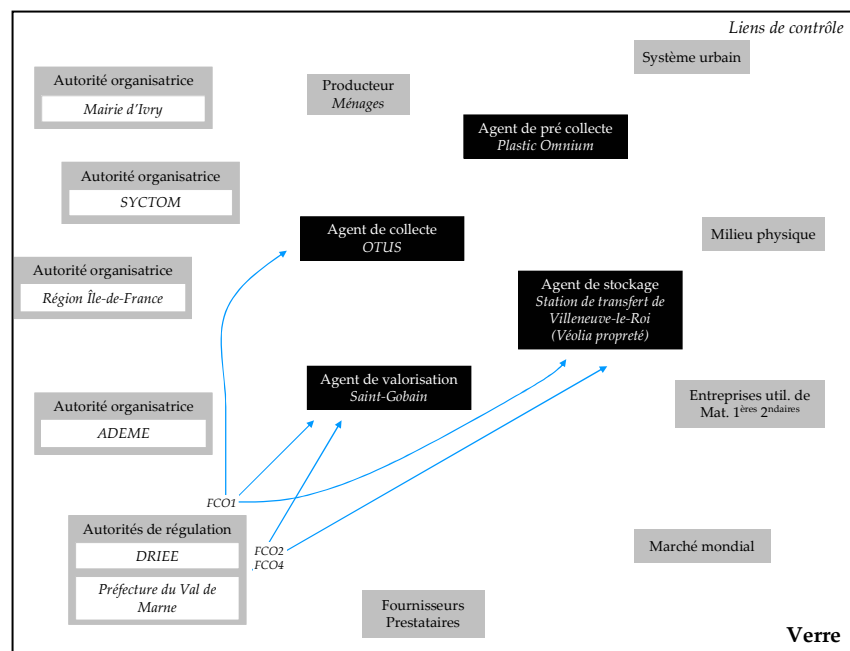 Liens de contrôle
Système urbain
Autorité organisatrice
Mairie d'Ivry
Producteur
Ménages
Agent de pré collecte
Plastic Omnium
Autorité organisatrice
SYCTOM
Agent de collecte
OTUS
Milieu physique
Autorité organisatrice
Région Île-de-France
Agent de stockage
Station de transfert de
Villeneuve-le-Roi
(Véolia propreté)
Agent de valorisation
Saint-Gobain
Entreprises util. de
Mat. 1ères 2ndaires
Autorité organisatrice
ADEME
FCO1
Autorités de régulation
DRIEE
Préfecture du Val de
Marne
FCO2
FCO4
Marché mondial
Fournisseurs
Prestataires
Verre